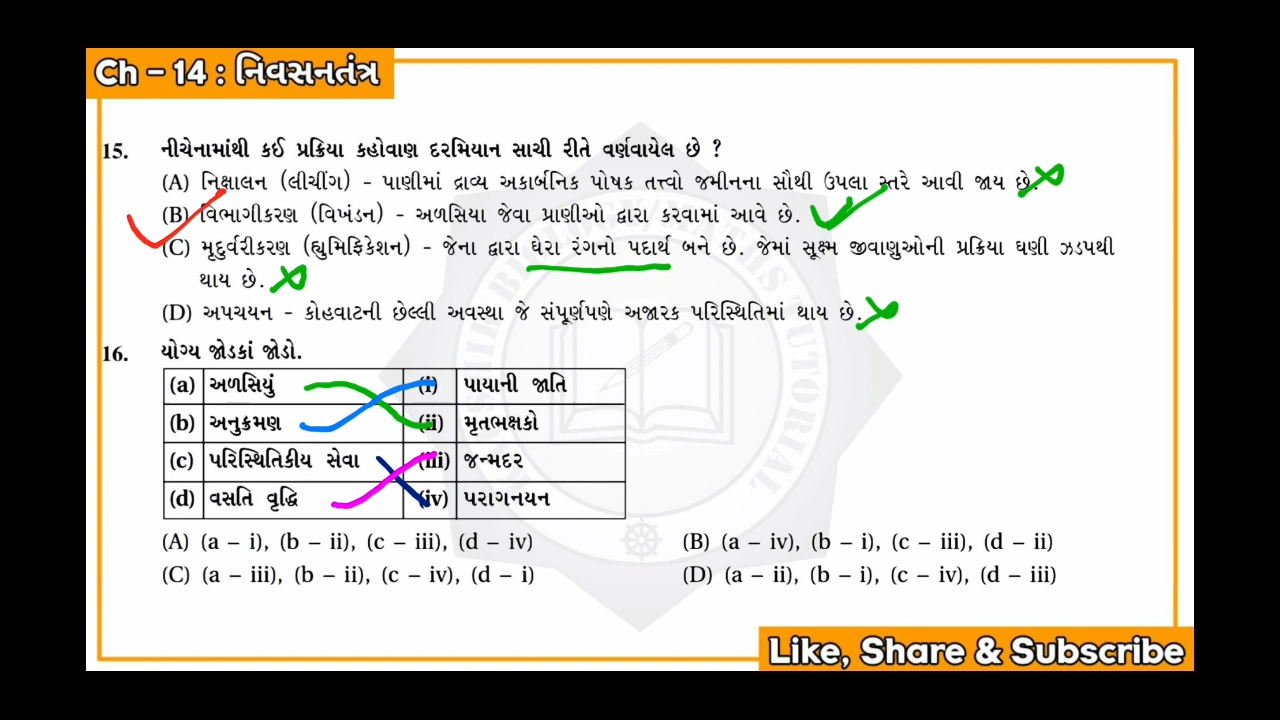 Ch – 14 : નિવસનતંત્ર
15. નીચેનામાંથી કઈ પ્રક્રિયા કહોવાણ દરમિયાન સાચી રીતે વર્ણવાયેલ છે ?
(A) નિક્ષાલન (લીચીંગ) – પાણીમાં દ્રાવ્ય અકાર્બનિક પોષક તત્ત્વો જમીનના સૌથી ઉપલા સ્તરે આવી જાય છે.
(B) વિભાગીકરણ (વિખંડન) – અળસિયા જેવા પ્રાણીઓ દ્વારા કરવામાં આવે છે.
(C) મૃદુર્વરીકરણ (હ્યુમિફિકેશન) – જેના દ્વારા ઘેરા રંગનો પદાર્થ બને છે. જેમાં સૂક્ષ્મ જીવાણુઓની પ્રક્રિયા ઘણી ઝડપથી
થાય છે.
(D) અપચયન – કોહવાટની છેલ્લી અવસ્થા જે સંપૂર્ણપણે અજારક પરિસ્થિતિમાં થાય છે.
16. યોગ્ય જોડકાં જોડો.
(a) અળસિયું (i) પાયાની જાતિ
(b) અનુક્રમણ (ii) મૃતભક્ષકો
(c) પરિસ્થિતિકીય સેવા (iii) જન્મદર
(d) વસતિ વૃદ્ધિ (iv) પરાગનયન
(A) (a – i), (b – ii), (c – iii), (d – iv) (B) (a – iv), (b – i), (c – iii), (d – ii)
(C) (a – iii), (b – ii), (c – iv), (d – i) (D) (a – ii), (b – i), (c – iv), (d – iii)
Like, Share & Subscribe